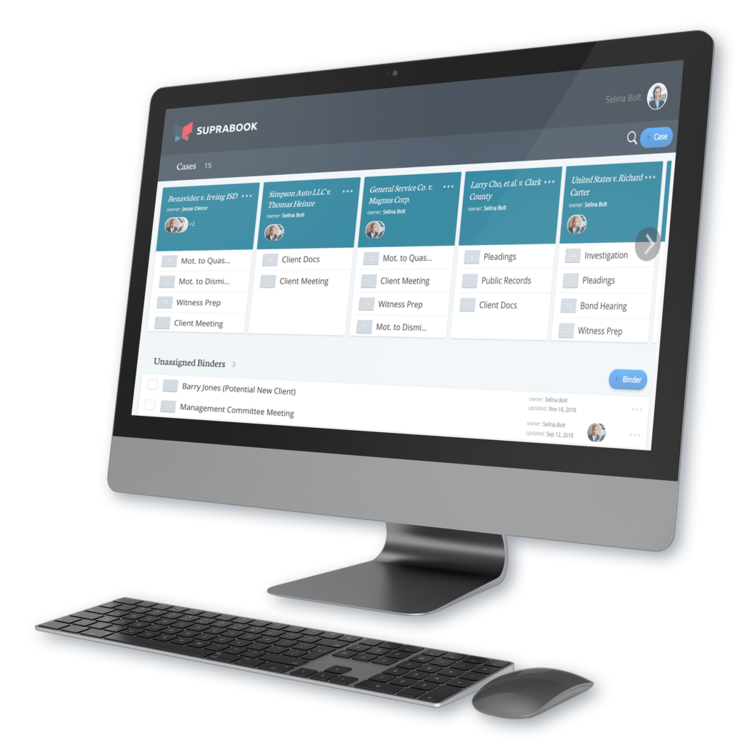 Selina Bolt
SUPRABOOK
Case
Cases 15
Benavidez v. Irving ISD
owner: Jesse Okoror
+2
Mot. to Quas...
Mot. to Dismi...
Witness Prep
Client Meeting
Simpson Auto LLC v.
Thomas Heinze
owner: Selina Bolt
Client Docs
Client Meeting
General Service Co. v.
Magnus Corp.
owner: Selina Bolt
Mot. to Quas...
Client Meeting
Witness Prep
Mot. to Dismi...
Larry Cho, et al. v. Clark
County
owner: Selina Bolt
Pleadings
Public Records
Client Docs
United States v. Richard
Carter
owner: Selina Bolt
Investigation
Pleadings
Bond Hearing
Witness Prep
Unassigned Binders 3
Binder
Barry Jones (Potential New Client)
owner: Selina Bolt
updated: Nov 16, 2018
Management Committee Meeting
owner: Selina Bolt
updated: Sep 12, 2018